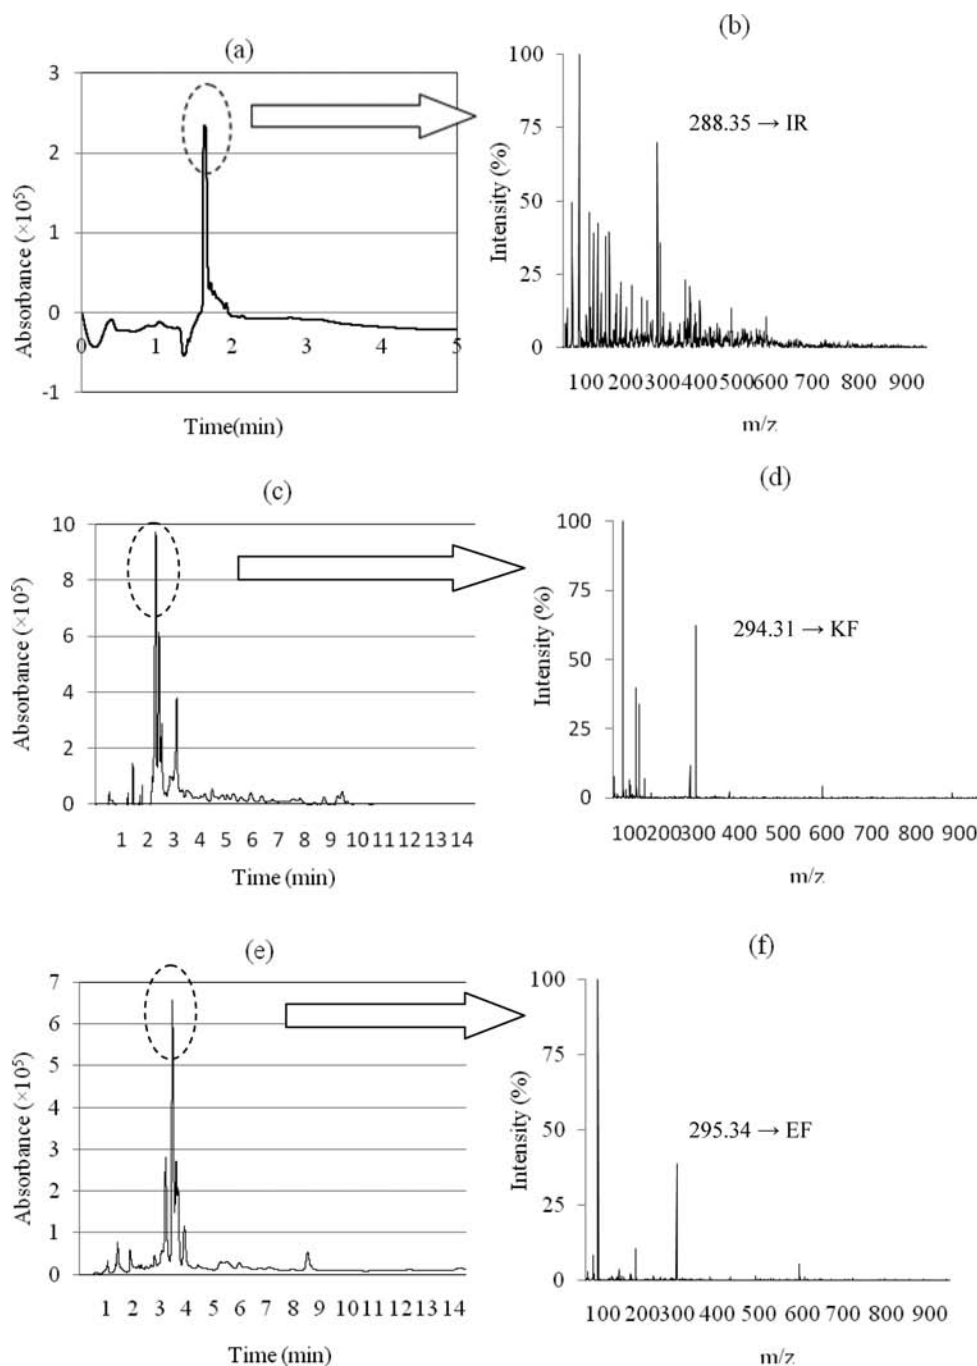 (a)
3
2
1
0
-1
0 1 2 3 4 5
Absorbance (×10⁵)
Time(min)
(b)
100
75
50
25
0
288.35 → IR
Intensity (%)
100 200 300 400 500 600 700 800 900
m/z
(c)
10
8
6
4
2
0
Absorbance (×10⁵)
1 2 3 4 5 6 7 8 9 10 11 12 13 14
Time (min)
(d)
100
75
50
25
0
294.31 → KF
Intensity (%)
100 200 300 400 500 600 700 800 900
m/z
(e)
7
6
5
4
3
2
1
0
Absorbance (×10⁵)
1 2 3 4 5 6 7 8 9 10 11 12 13 14
Time (min)
(f)
100
75
50
25
0
295.34 → EF
Intensity (%)
100 200 300 400 500 600 700 800 900
m/z